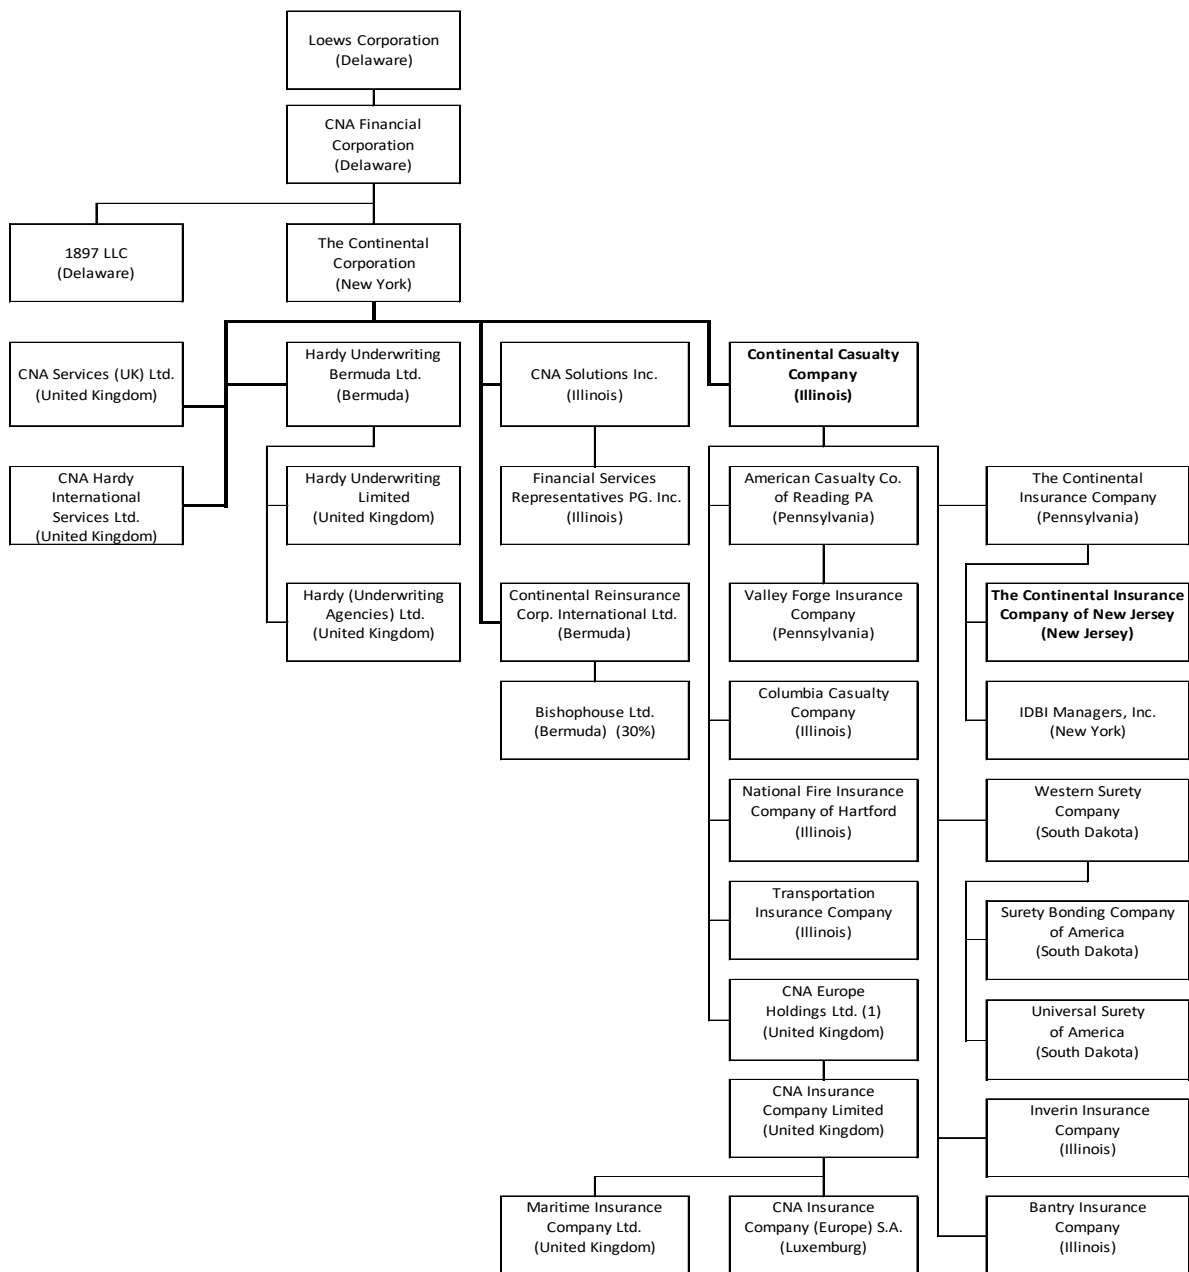 Loews Corporation
(Delaware)
CNA Financial
Corporation
(Delaware)
1897 LLC
(Delaware)
The Continental
Corporation
(New York)
CNA Services (UK) Ltd.
(United Kingdom)
Hardy Underwriting
Bermuda Ltd.
(Bermuda)
CNA Solutions Inc.
(Illinois)
Continental Casualty
Company
(Illinois)
CNA Hardy
International
Services Ltd.
(United Kingdom)
Hardy Underwriting
Limited
(United Kingdom)
Financial Services
Representatives PG. Inc.
(Illinois)
American Casualty Co.
of Reading PA
(Pennsylvania)
The Continental
Insurance Company
(Pennsylvania)
Hardy (Underwriting
Agencies) Ltd.
(United Kingdom)
Continental Reinsurance
Corp. International Ltd.
(Bermuda)
Valley Forge Insurance
Company
(Pennsylvania)
The Continental Insurance
Company of New Jersey
(New Jersey)
Bishophouse Ltd.
(Bermuda) (30%)
Columbia Casualty
Company
(Illinois)
IDBI Managers, Inc.
(New York)
National Fire Insurance
Company of Hartford
(Illinois)
Western Surety
Company
(South Dakota)
Transportation
Insurance Company
(Illinois)
Surety Bonding Company
of America
(South Dakota)
CNA Europe
Holdings Ltd. (1)
(United Kingdom)
Universal Surety
of America
(South Dakota)
CNA Insurance
Company Limited
(United Kingdom)
Inverin Insurance
Company
(Illinois)
Maritime Insurance
Company Ltd.
(United Kingdom)
CNA Insurance
Company (Europe) S.A.
(Luxemburg)
Bantry Insurance
Company
(Illinois)